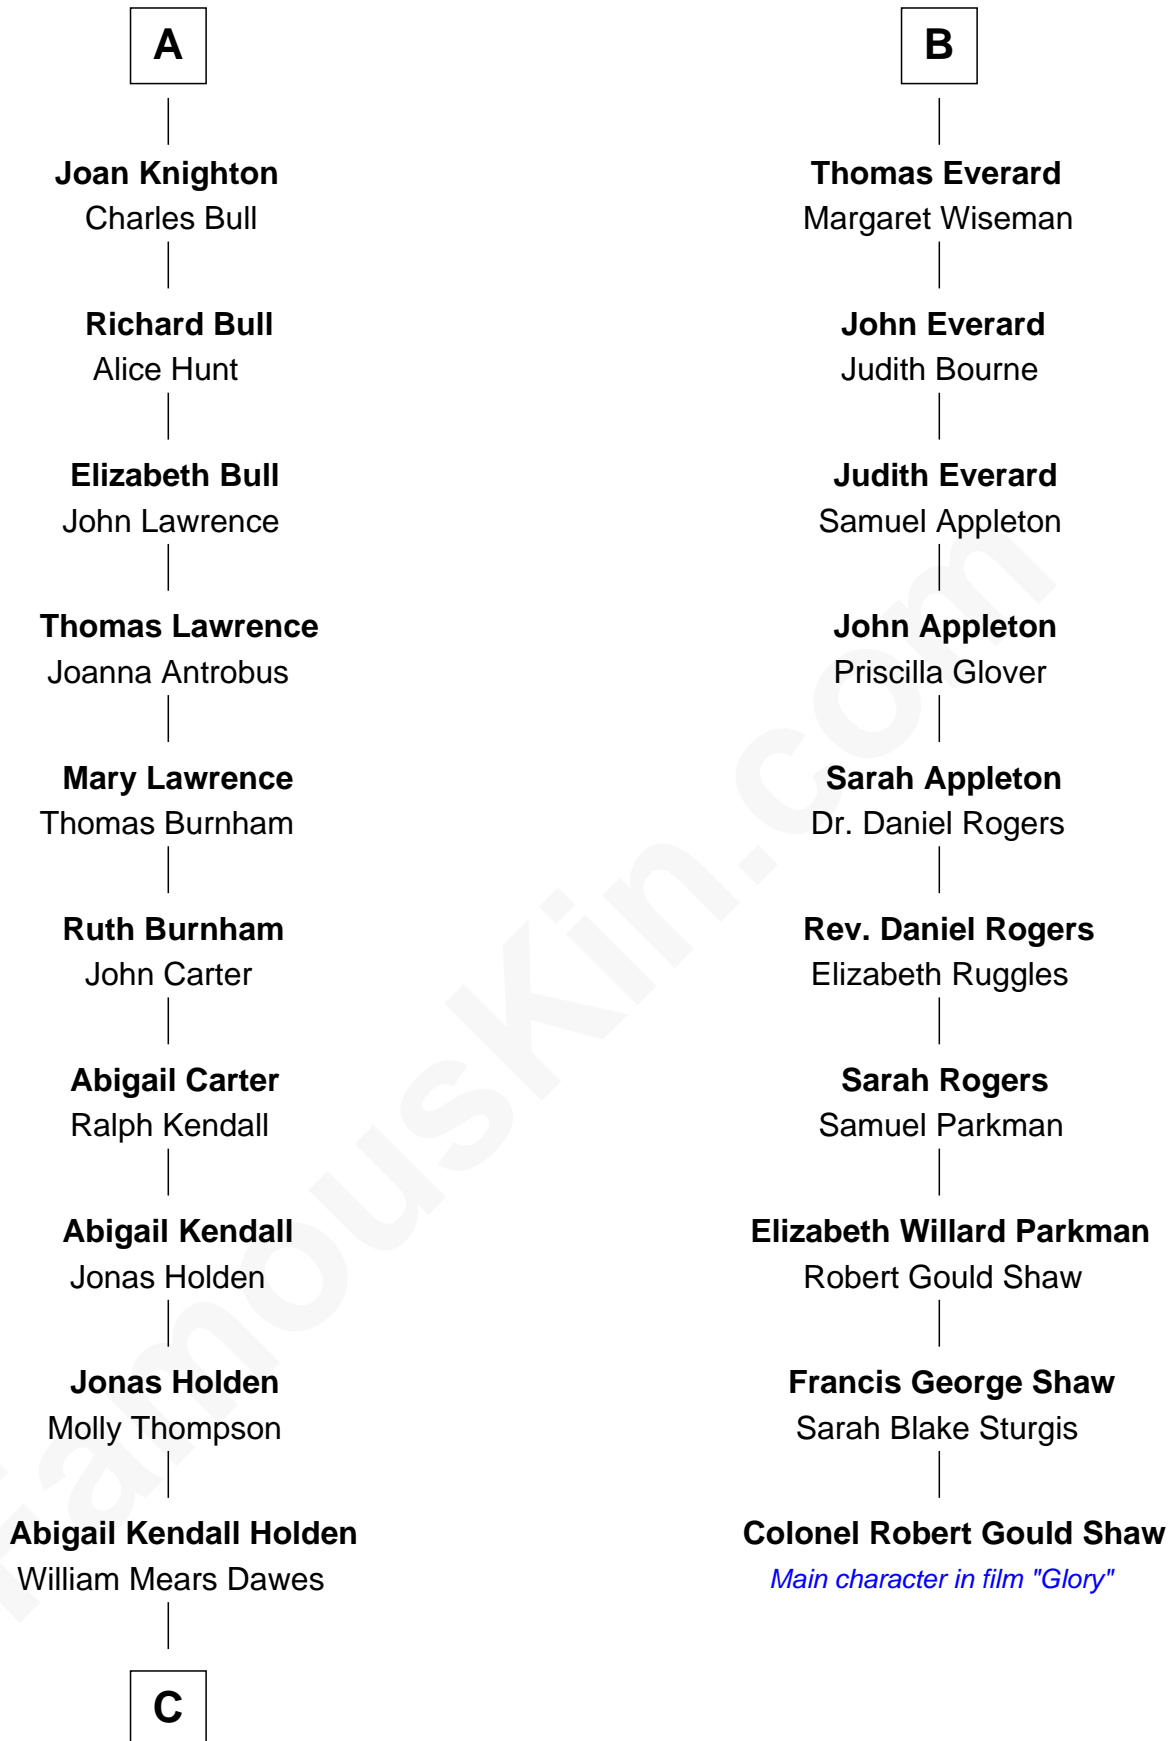 A
Joan Knighton
Charles Bull
Richard Bull
Alice Hunt
Elizabeth Bull
John Lawrence
Thomas Lawrence
Joanna Antrobus
Mary Lawrence
Thomas Burnham
Ruth Burnham
John Carter
Abigail Carter
Ralph Kendall
Abigail Kendall
Jonas Holden
Jonas Holden
Molly Thompson
Abigail Kendall Holden
William Mears Dawes
C
B
Thomas Everard
Margaret Wiseman
John Everard
Judith Bourne
Judith Everard
Samuel Appleton
John Appleton
Priscilla Glover
Sarah Appleton
Dr. Daniel Rogers
Rev. Daniel Rogers
Elizabeth Ruggles
Sarah Rogers
Samuel Parkman
Elizabeth Willard Parkman
Robert Gould Shaw
Francis George Shaw
Sarah Blake Sturgis
Colonel Robert Gould Shaw
Main character in film "Glory"
FamousKin.com